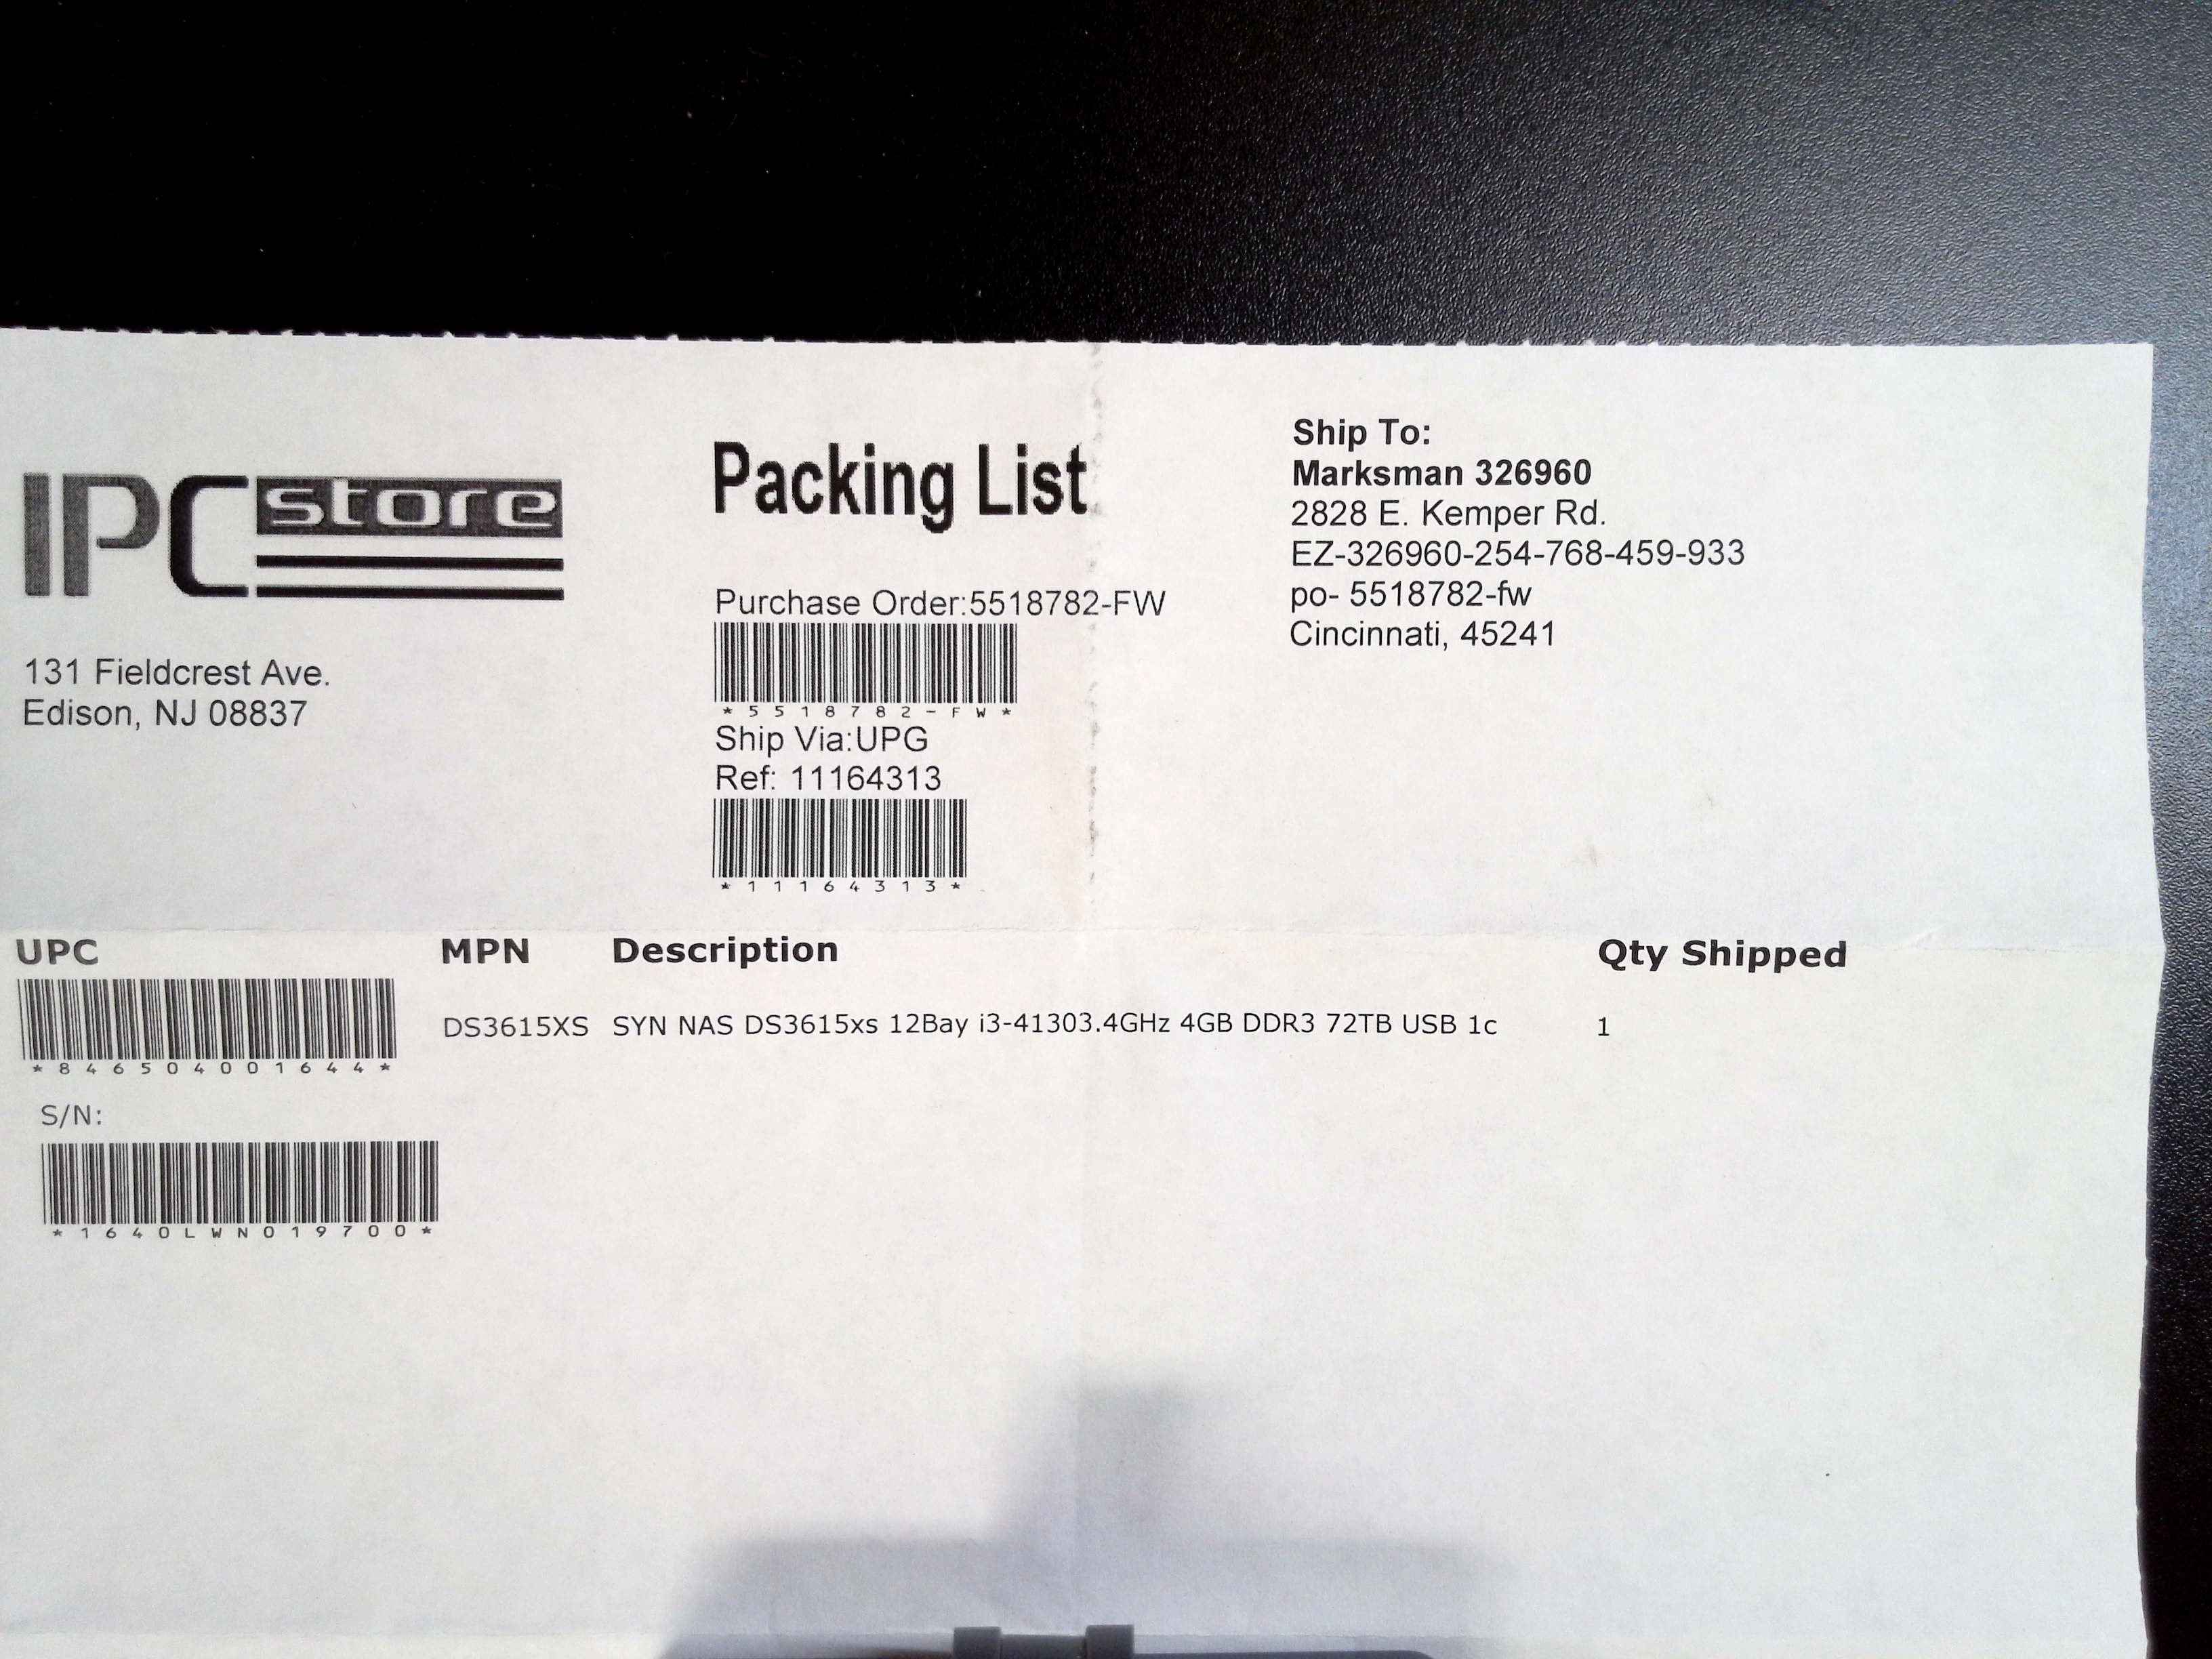 IPC store
131 Fieldcrest Ave.
Edison, NJ 08837
Packing List
Purchase Order:5518782-FW
*5518782-FW*
Ship Via:UPG
Ref: 11164313
*11164313*
Ship To:
Marksman 326960
2828 E. Kemper Rd.
EZ-326960-254-768-459-933
po- 5518782-fw
Cincinnati, 45241
UPC MPN Description Qty Shipped
DS3615XS SYN NAS DS3615xs 12Bay i3-41303.4GHz 4GB DDR3 72TB USB 1c 1
*846504001644*
S/N:
*1640LWN019700*